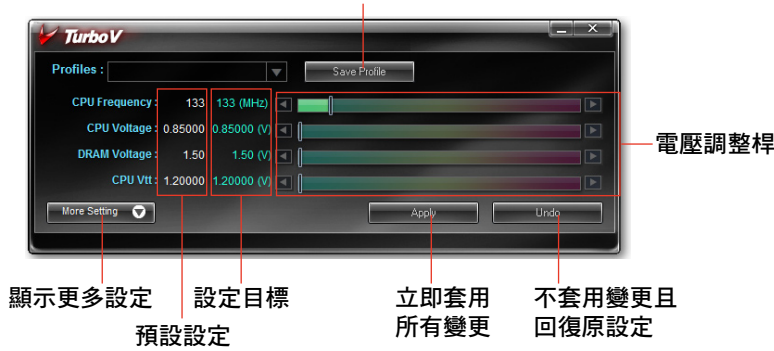 TurboV
Profiles :
Save Profile
CPU Frequency : 133 133 (MHz)
CPU Voltage : 0.85000 0.85000 (V)
DRAM Voltage : 1.50 1.50 (V)
CPU Vtt : 1.20000 1.20000 (V)
電壓調整桿
More Setting Apply Undo
顯示更多設定
預設設定
設定目標
立即套用
所有變更
不套用變更且
回復原設定